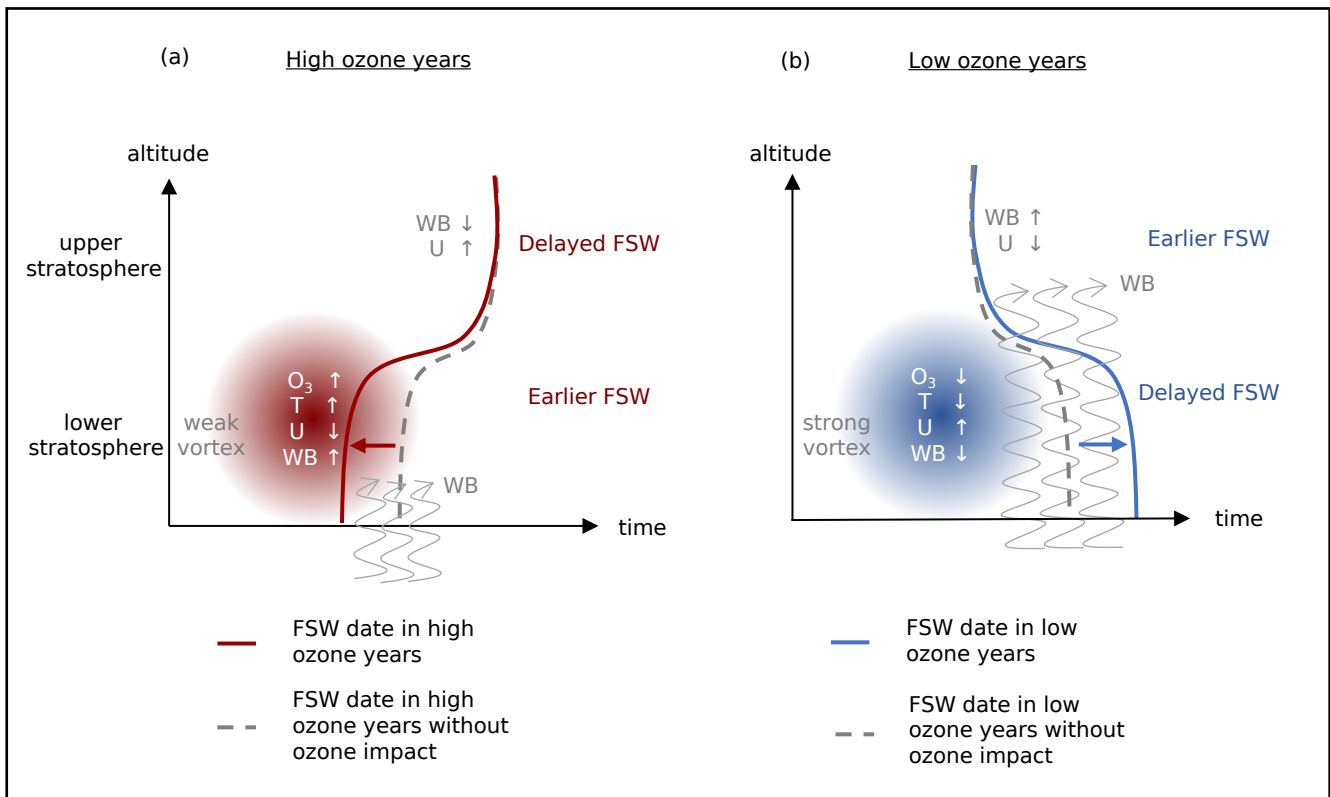 (a)
High ozone years
altitude
upper
stratosphere
lower
stratosphere
WB ↓
U ↑
Delayed FSW
Earlier FSW
weak
vortex
O₃ ↑
T ↑
U ↓
WB ↑
WB
time
FSW date in high
ozone years
FSW date in high
ozone years without
ozone impact
(b)
Low ozone years
altitude
WB ↑
U ↓
Earlier FSW
WB
Delayed FSW
strong
vortex
O₃ ↓
T ↓
U ↑
WB ↓
time
FSW date in low
ozone years
FSW date in low
ozone years without
ozone impact